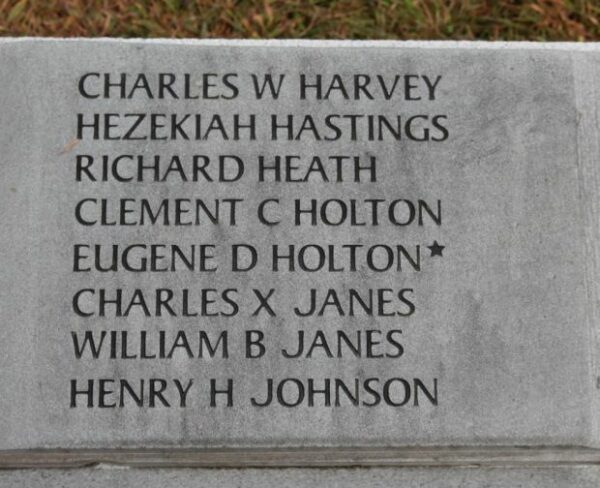 CHARLES W HARVEY
HEZEKIAH HASTINGS
RICHARD HEATH
CLEMENT C HOLTON
EUGENE D HOLTON★
CHARLES X JANES
WILLIAM B JANES
HENRY H JOHNSON